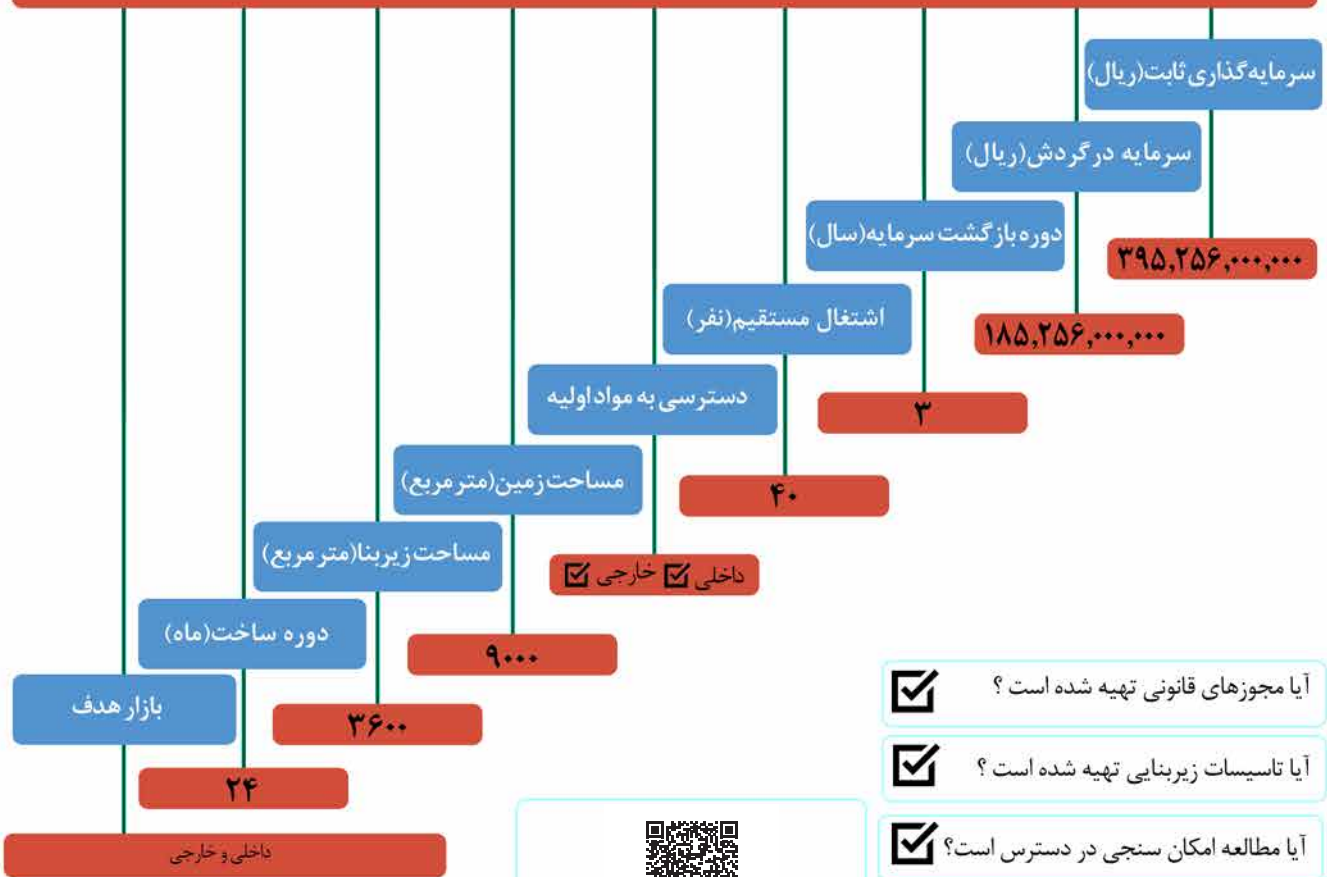 سرمایه‌گذاری ثابت(ریال)
۳۹۵,۲۵۶,۰۰۰,۰۰۰
سرمایه در گردش(ریال)
۱۸۵,۲۵۶,۰۰۰,۰۰۰
دوره بازگشت سرمایه(سال)
۳
اشتغال مستقیم(نفر)
۴۰
دسترسی به مواد اولیه
داخلی ☑ خارجی ☑
مساحت زمین(متر مربع)
۹۰۰۰
مساحت زیربنا(متر مربع)
۳۶۰۰
دوره ساخت(ماه)
۲۴
بازار هدف
داخلی و خارجی
آیا مجوزهای قانونی تهیه شده است ؟ ☑
آیا تاسیسات زیربنایی تهیه شده است ؟ ☑
آیا مطالعه امکان سنجی در دسترس است؟ ☑